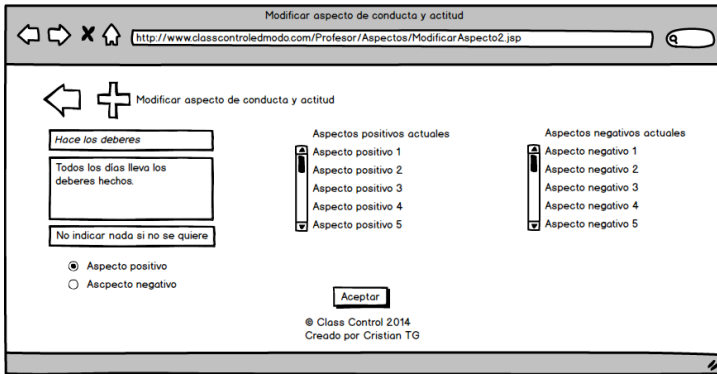 Modificar aspecto de conducta y actitud
http://www.classcontroledmodo.com/Profesor/Aspectos/ModificarAspecto2.jsp
Modificar aspecto de conducta y actitud
Hace los deberes
Todos los días lleva los
deberes hechos.
No indicar nada si no se quiere
Aspecto positivo
Ascpecto negativo
Aspectos positivos actuales
Aspecto positivo 1
Aspecto positivo 2
Aspecto positivo 3
Aspecto positivo 4
Aspecto positivo 5
Aspectos negativos actuales
Aspecto negativo 1
Aspecto negativo 2
Aspecto negativo 3
Aspecto negativo 4
Aspecto negativo 5
Aceptar
© Class Control 2014
Creado por Cristian TG